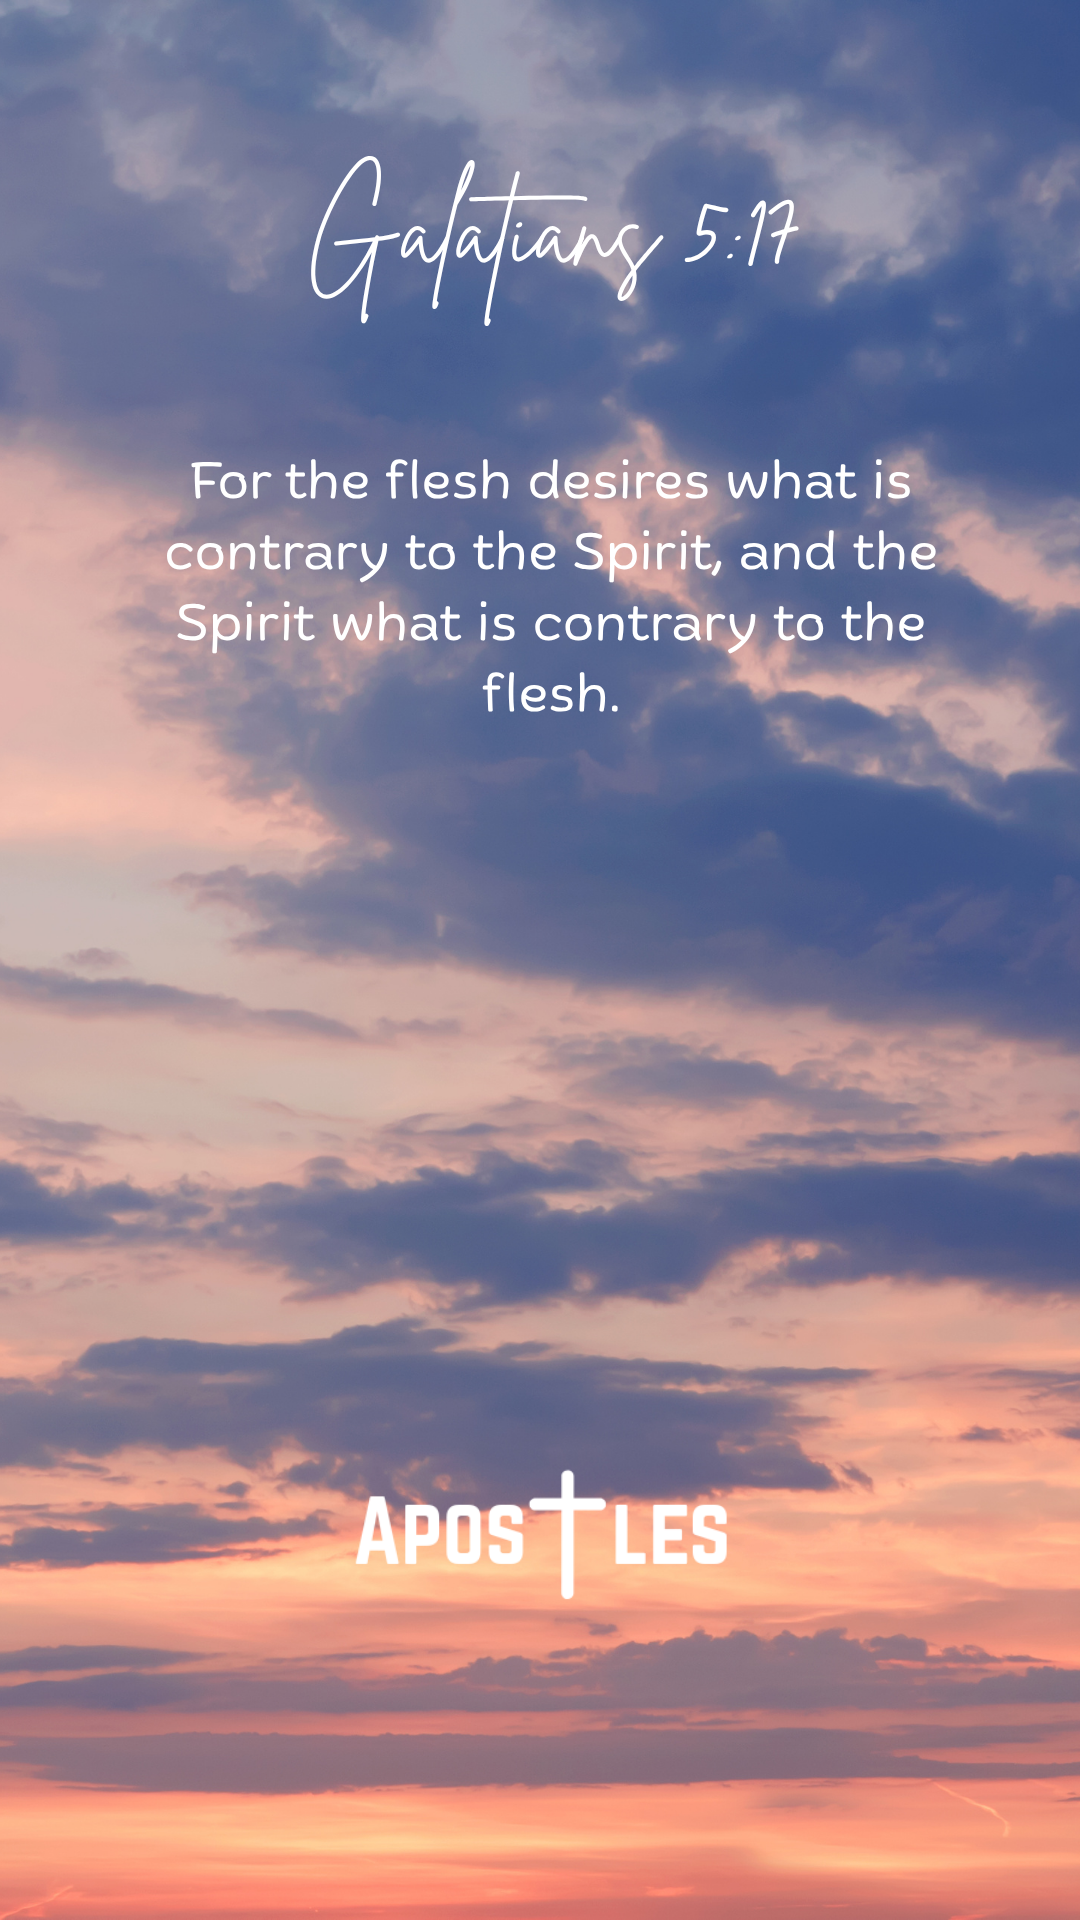 Galatians 5:17
For the flesh desires what is
contrary to the Spirit, and the
Spirit what is contrary to the
flesh.
APOSTLES